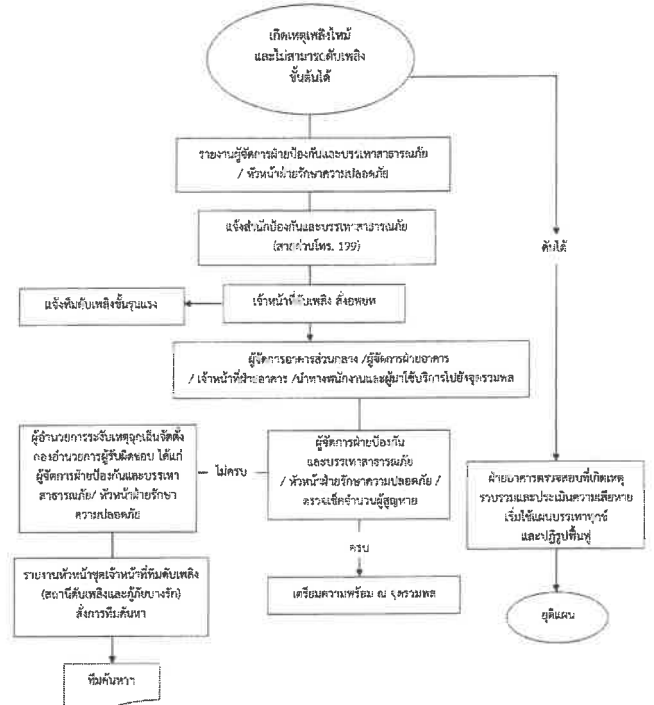 เกิดเหตุเพลิงไหม้
และไม่สามารถดับเพลิง
ขั้นต้นได้
รายงานผู้จัดการฝ่ายป้องกันและบรรเทาสาธารณภัย
/ หัวหน้าฝ่ายรักษาความปลอดภัย
แจ้งสำนักป้องกันและบรรเทาสาธารณภัย
(สายด่วนโทร. 199)
ดับได้
แจ้งทีมดับเพลิงขั้นรุนแรง
เจ้าหน้าที่ดับเพลิง สั่งอพยพ
ผู้จัดการอาคารส่วนกลาง /ผู้จัดการฝ่ายอาคาร
/ เจ้าหน้าที่ฝ่ายอาคาร /นำทางพนักงานและผู้มาใช้บริการไปยังจุดรวมพล
ผู้อำนวยการระงับเหตุฉุกเฉินจัดตั้ง
กองอำนวยการผู้รับผิดชอบ ได้แก่
ผู้จัดการฝ่ายป้องกันและบรรเทา
สาธารณภัย/ หัวหน้าฝ่ายรักษา
ความปลอดภัย
ไม่ครบ
ผู้จัดการฝ่ายป้องกัน
และบรรเทาสาธารณภัย
/ หัวหน้าฝ่ายรักษาความปลอดภัย /
ตรวจเช็คจำนวนผู้สูญหาย
ฝ่ายอาคารตรวจสอบที่เกิดเหตุ
รวบรวมและประเมินความเสียหาย
เริ่มใช้แผนบรรเทาทุกข์
และปฏิรูปฟื้นฟู
ครบ
รายงานหัวหน้าชุดเจ้าหน้าที่ทีมดับเพลิง
(สถานีดับเพลิงและกู้ภัยบางรัก)
สั่งการทีมค้นหา
เตรียมความพร้อม ณ จุดรวมพล
ยุติแผน
ทีมค้นหาฯ